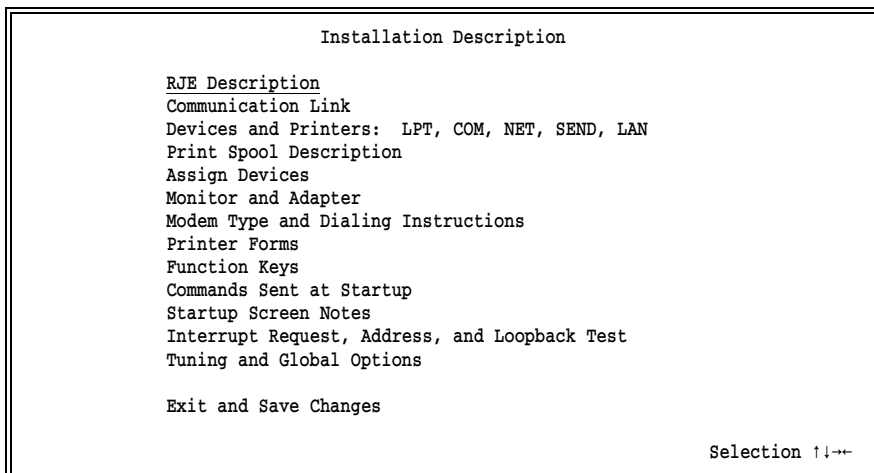 Installation Description
RJE Description
Communication Link
Devices and Printers:  LPT, COM, NET, SEND, LAN
Print Spool Description
Assign Devices
Monitor and Adapter
Modem Type and Dialing Instructions
Printer Forms
Function Keys
Commands Sent at Startup
Startup Screen Notes
Interrupt Request, Address, and Loopback Test
Tuning and Global Options
Exit and Save Changes
Selection ↑↓→←